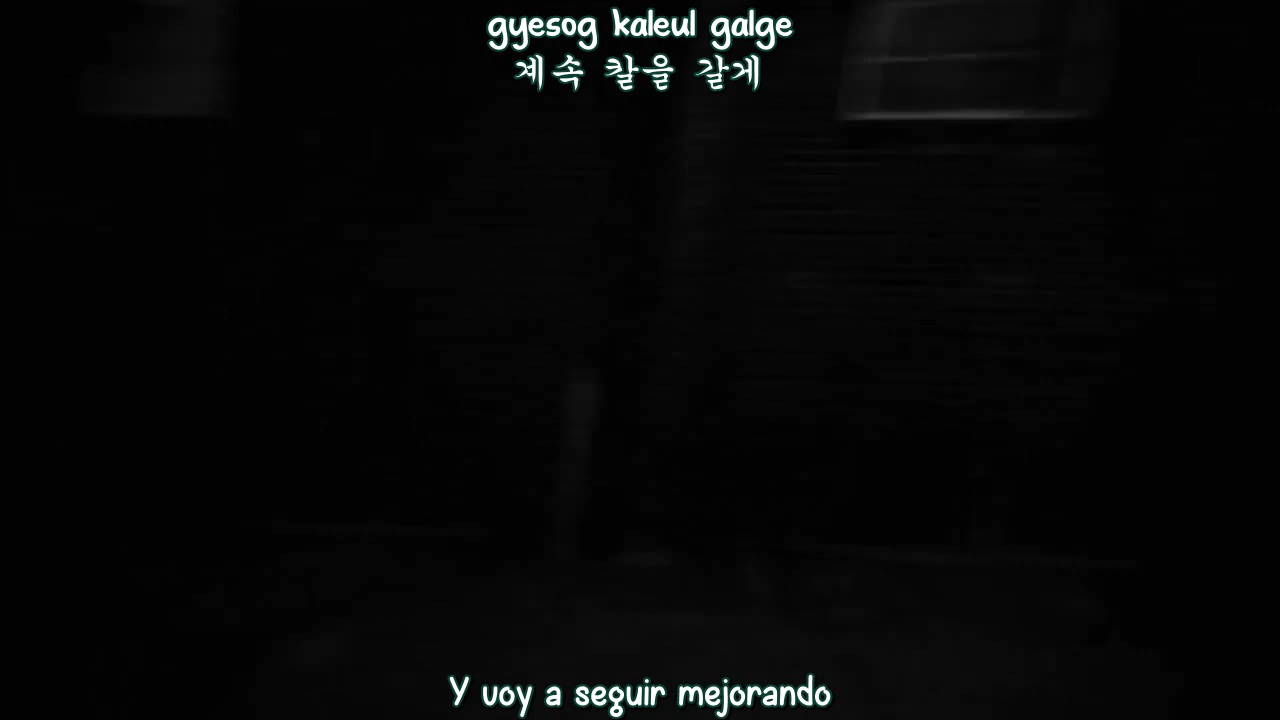 gyesog kaleul galge
계속 칼을 갈게
Y voy a seguir mejorando